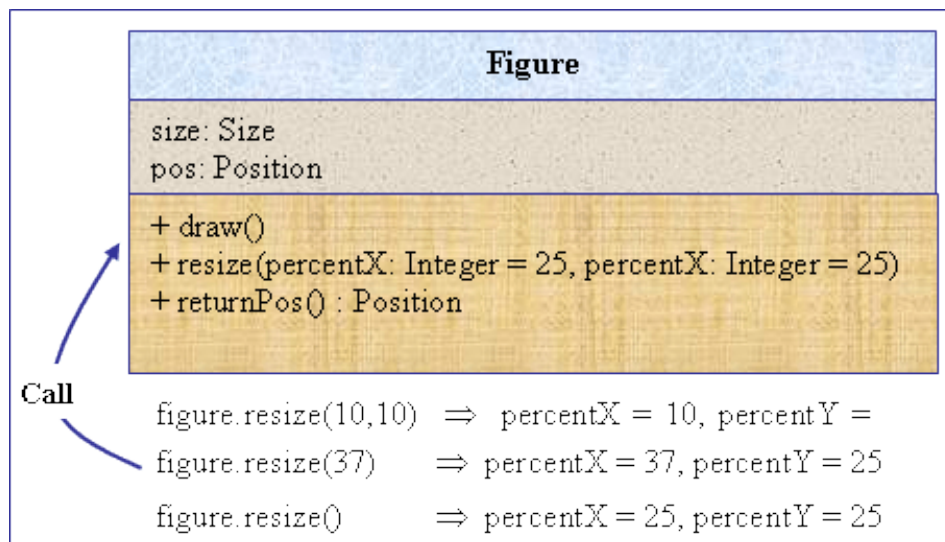 Figure
size: Size
pos: Position
+ draw()
+ resize(percentX: Integer = 25, percentX: Integer = 25)
+ returnPos() : Position
Call
figure.resize(10,10) ⇒ percentX = 10, percentY =
figure.resize(37) ⇒ percentX = 37, percentY = 25
figure.resize() ⇒ percentX = 25, percentY = 25